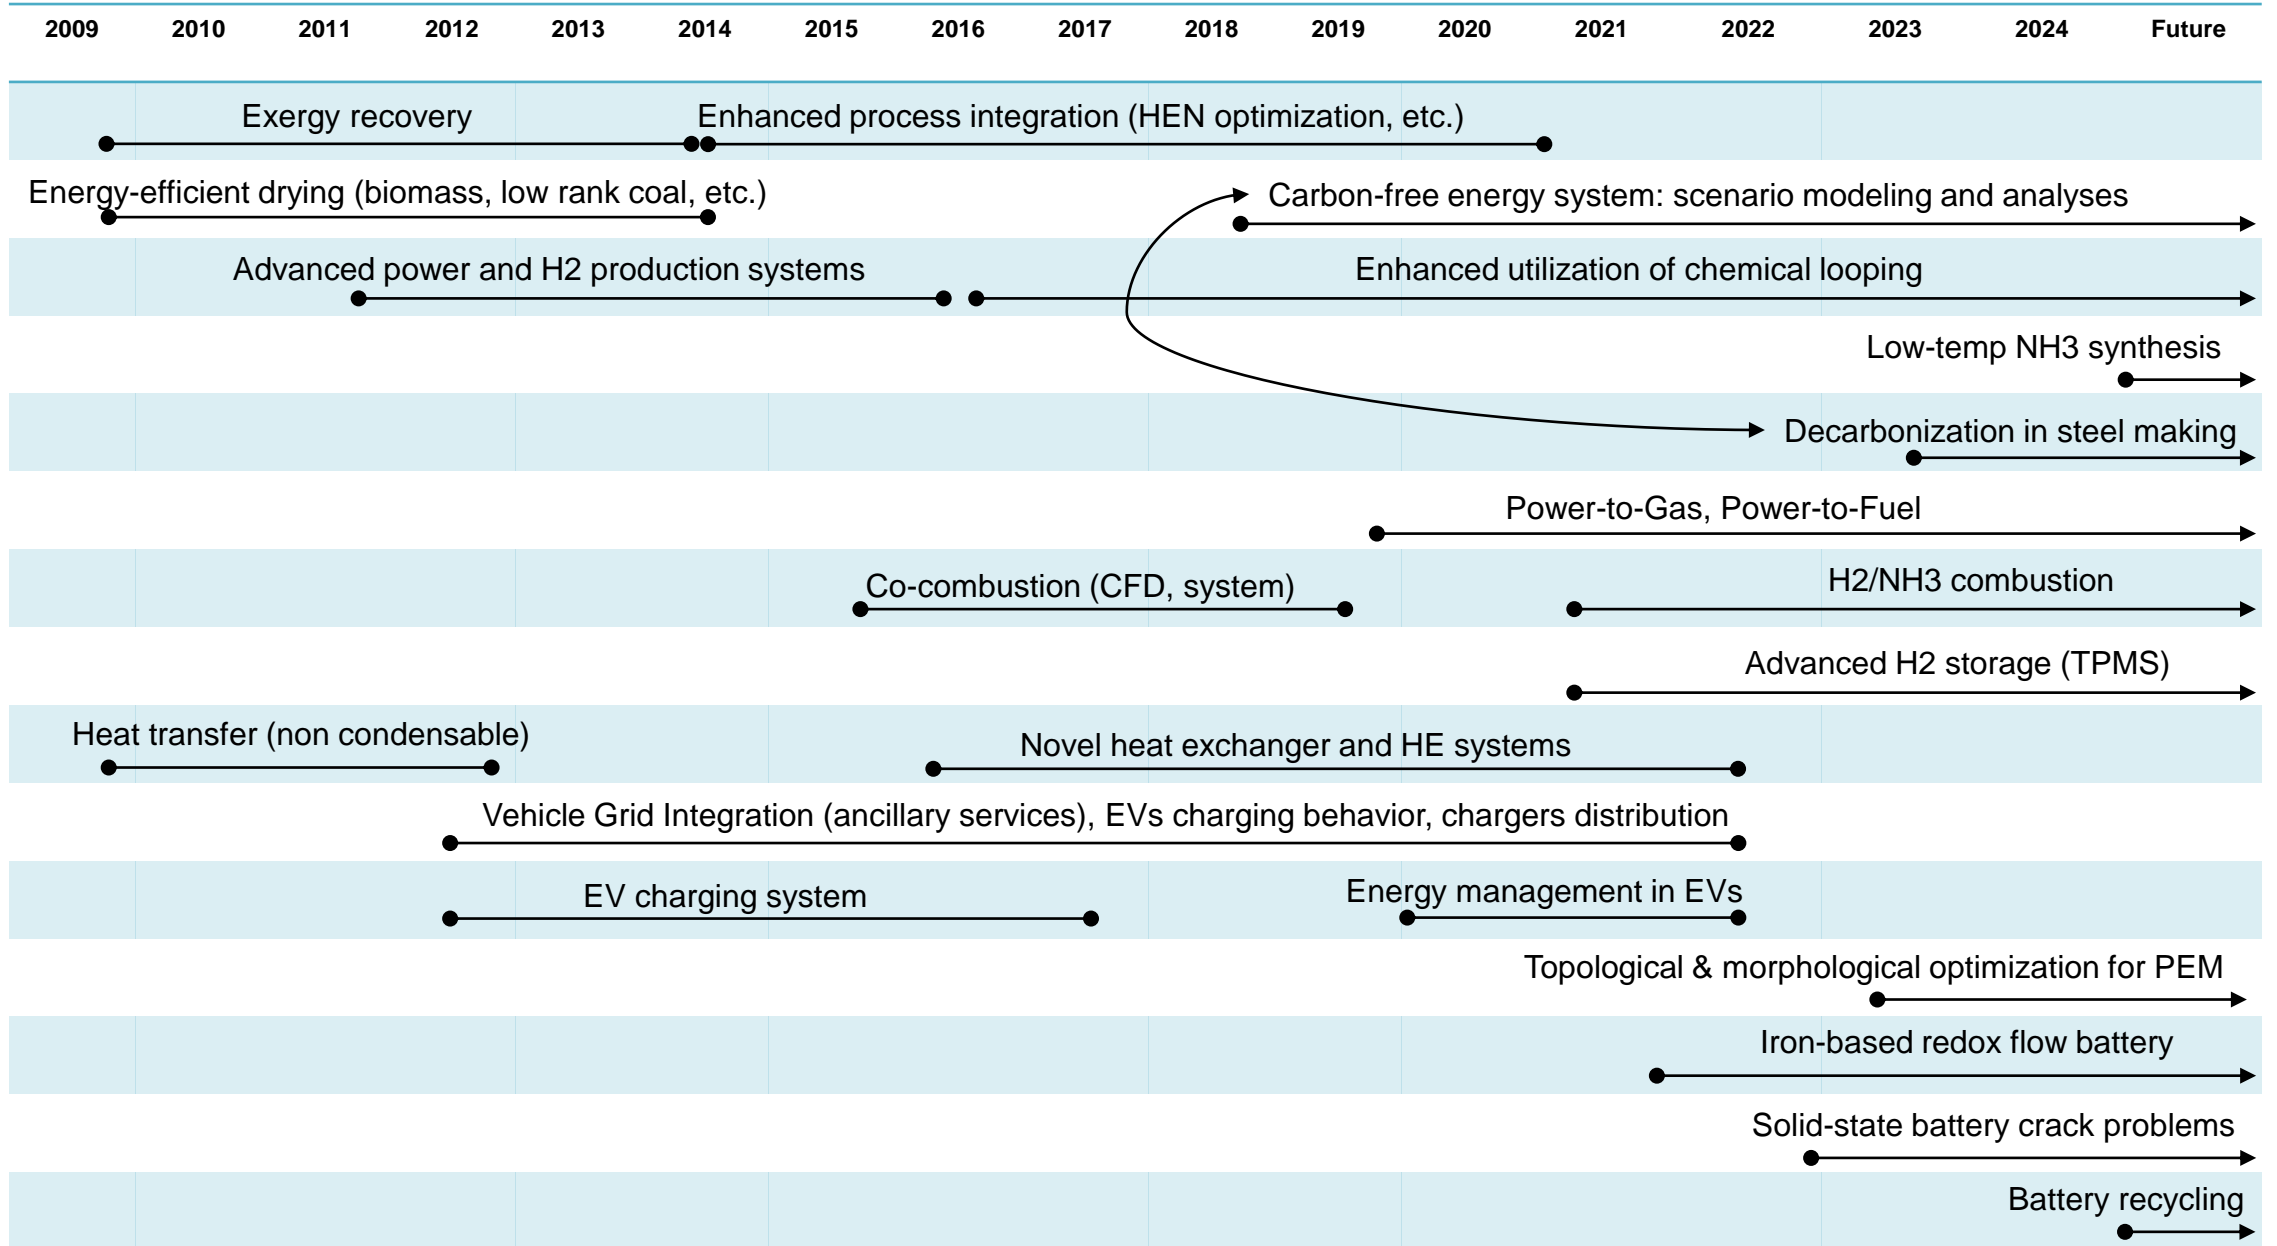 2009 2010 2011 2012 2013 2014 2015 2016 2017 2018 2019 2020 2021 2022 2023 2024 Future
Exergy recovery
Enhanced process integration (HEN optimization, etc.)
Energy-efficient drying (biomass, low rank coal, etc.)
Carbon-free energy system: scenario modeling and analyses
Advanced power and H2 production systems
Enhanced utilization of chemical looping
Low-temp NH3 synthesis
Decarbonization in steel making
Power-to-Gas, Power-to-Fuel
Co-combustion (CFD, system)
H2/NH3 combustion
Advanced H2 storage (TPMS)
Heat transfer (non condensable)
Novel heat exchanger and HE systems
Vehicle Grid Integration (ancillary services), EVs charging behavior, chargers distribution
EV charging system
Energy management in EVs
Topological & morphological optimization for PEM
Iron-based redox flow battery
Solid-state battery crack problems
Battery recycling